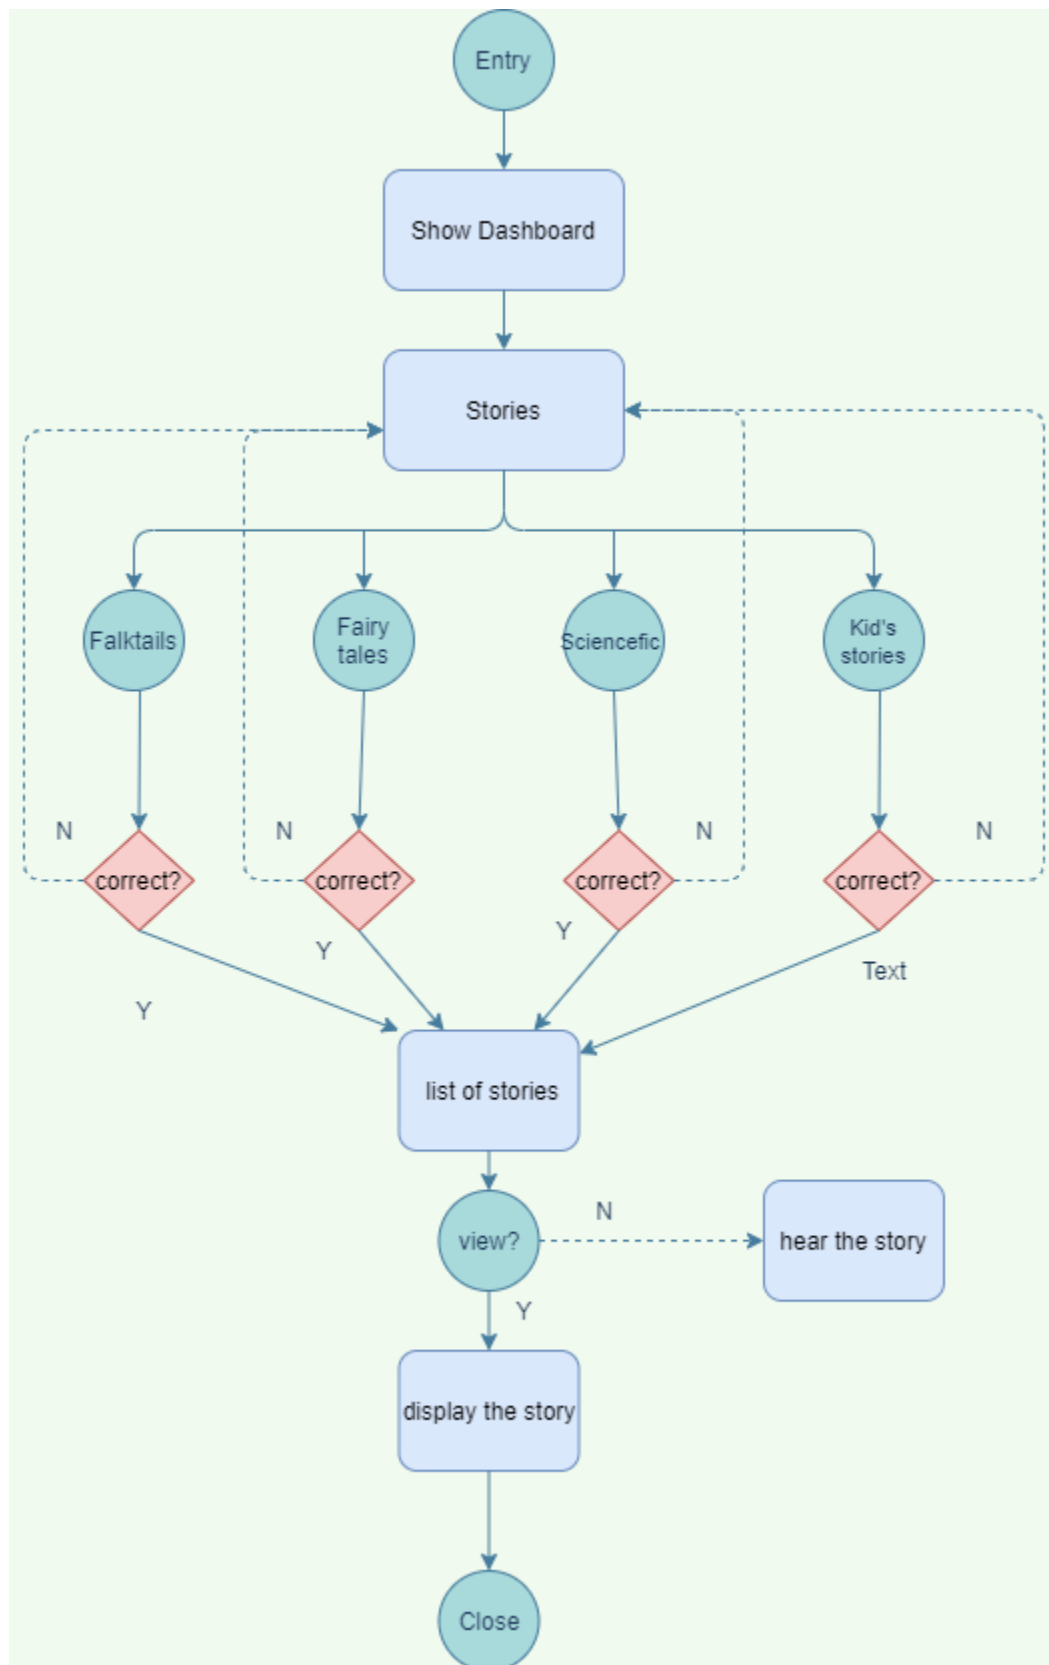 Entry
Show Dashboard
Stories
Falktails
Fairy
tales
Sciencefic
Kid's
stories
N
N
N
N
correct?
correct?
correct?
correct?
Y
Y
Y
Text
list of stories
view?
N
hear the story
Y
display the story
Close